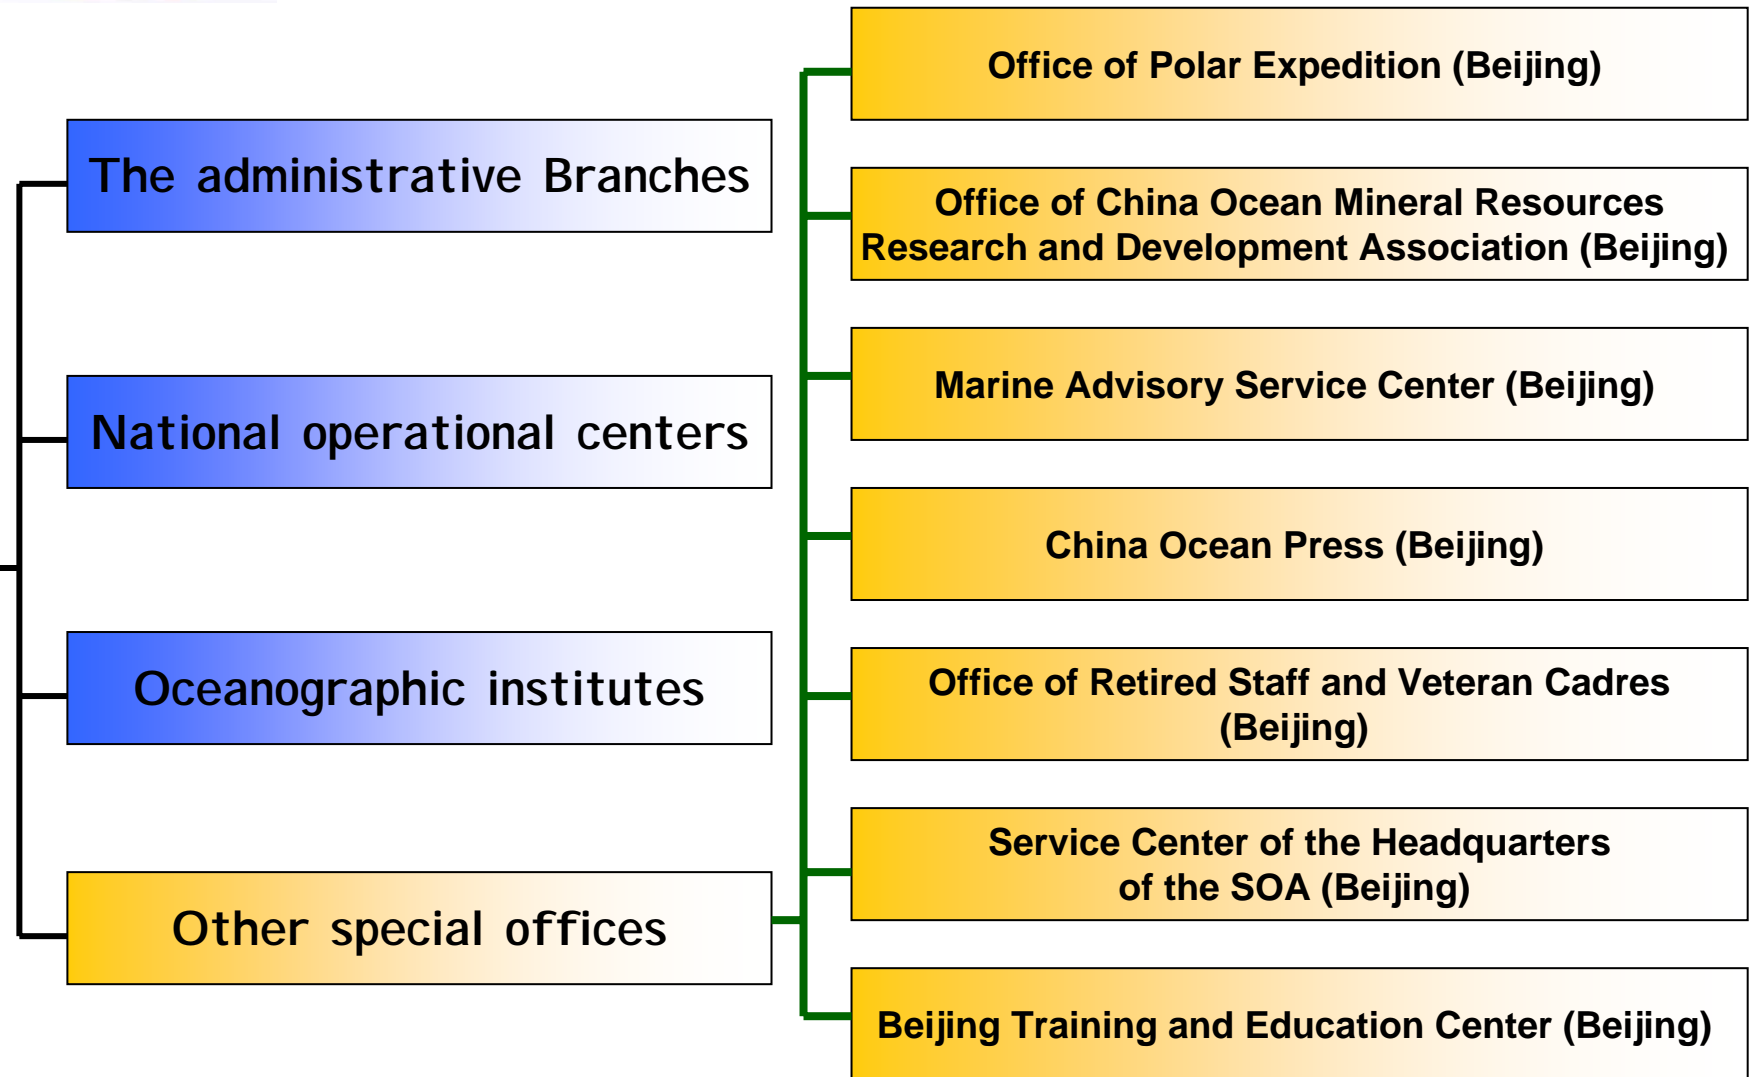 The administrative Branches
National operational centers
Oceanographic institutes
Other special offices
Office of Polar Expedition (Beijing)
Office of China Ocean Mineral Resources
Research and Development Association (Beijing)
Marine Advisory Service Center (Beijing)
China Ocean Press (Beijing)
Office of Retired Staff and Veteran Cadres
(Beijing)
Service Center of the Headquarters
of the SOA (Beijing)
Beijing Training and Education Center (Beijing)